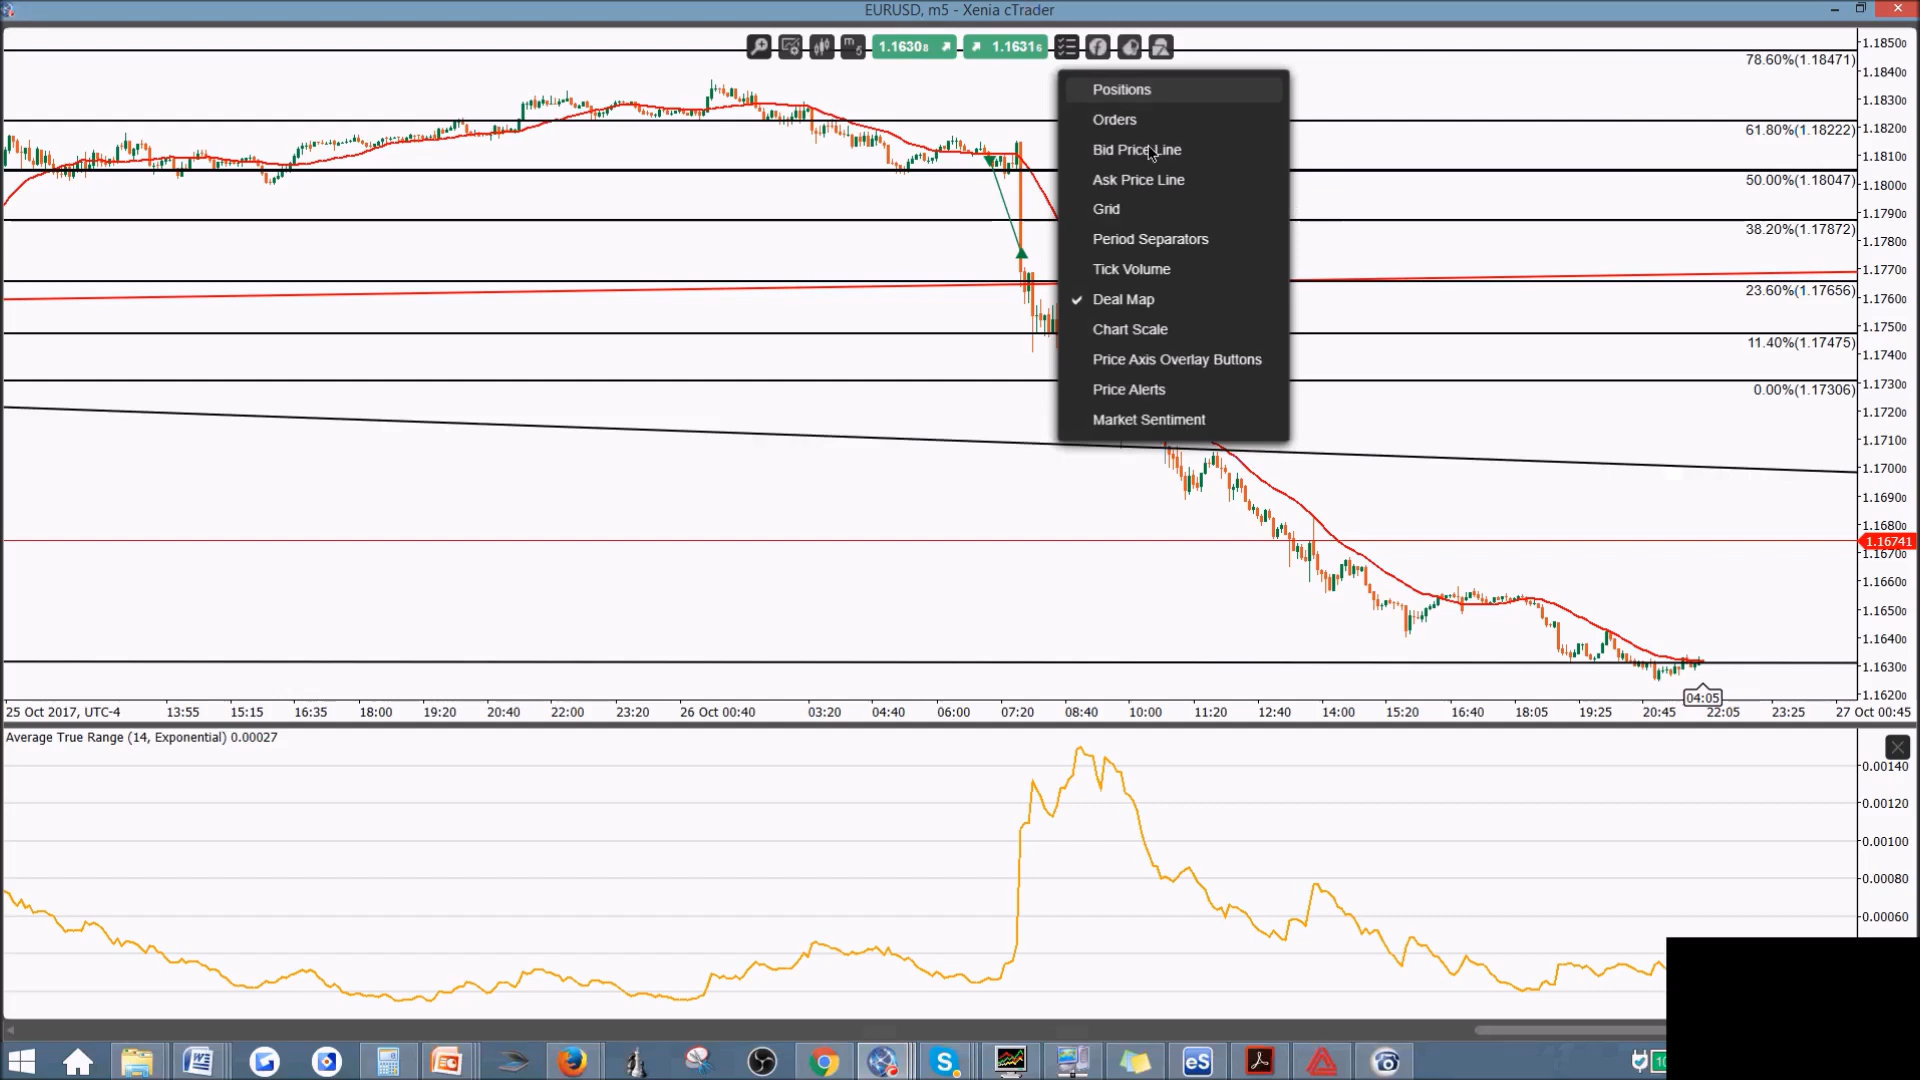 EURUSD, m5 - Xenia cTrader
m5
1.16308
1.16316
Positions
Orders
Bid Price Line
Ask Price Line
Grid
Period Separators
Tick Volume
Deal Map
Chart Scale
Price Axis Overlay Buttons
Price Alerts
Market Sentiment
78.60%(1.18471)
61.80%(1.18222)
50.00%(1.18047)
38.20%(1.17872)
23.60%(1.17656)
11.40%(1.17475)
0.00%(1.17306)
1.18500
1.18400
1.18300
1.18200
1.18100
1.18000
1.17900
1.17800
1.17700
1.17600
1.17500
1.17400
1.17300
1.17200
1.17100
1.17000
1.16900
1.16800
1.16741
1.16700
1.16600
1.16500
1.16400
1.16300
1.16200
04:05
25 Oct 2017, UTC-4 13:55 15:15 16:35 18:00 19:20 20:40 22:00 23:20 26 Oct 00:40 03:20 04:40 06:00 07:20 08:40 10:00 11:20 12:40 14:00 15:20 16:40 18:05 19:25 20:45 22:05 23:25 27 Oct 00:45
Average True Range (14, Exponential) 0.00027
0.00140
0.00120
0.00100
0.00080
0.00060
eS